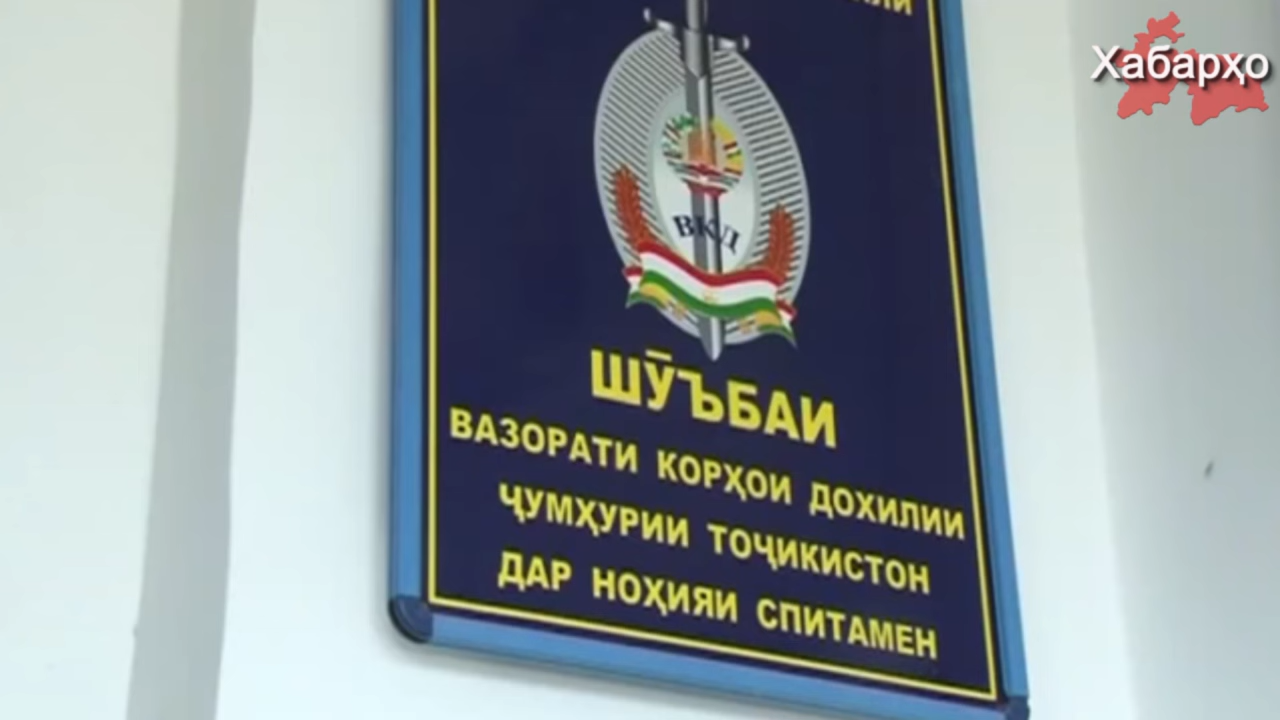 Хабарҳо
ВКД
ШӮЪБАИ
ВАЗОРАТИ КОРҲОИ ДОХИЛИИ
ҶУМҲУРИИ ТОҶИКИСТОН
ДАР НОҲИЯИ СПИТАМЕН